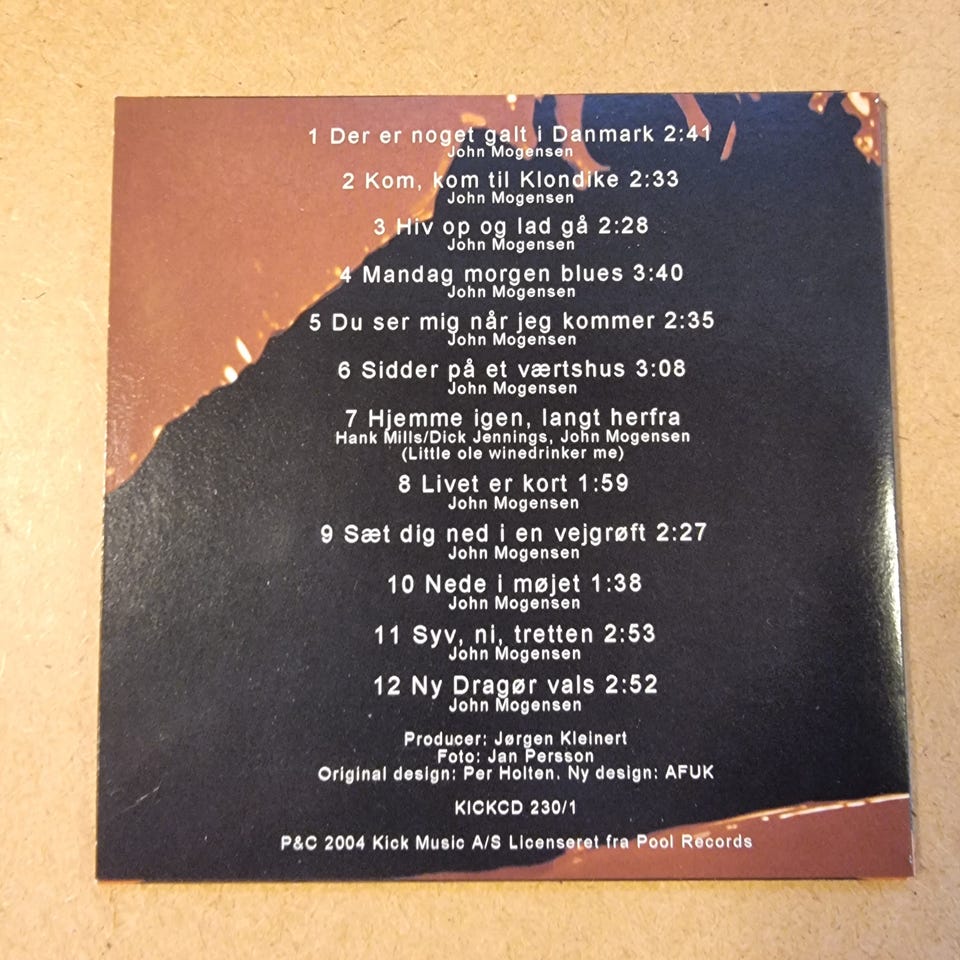 1 Der er noget galt i Danmark 2:41
John Mogensen
2 Kom, kom til Klondike 2:33
John Mogensen
3 Hiv op og lad gå 2:28
John Mogensen
4 Mandag morgen blues 3:40
John Mogensen
5 Du ser mig når jeg kommer 2:35
John Mogensen
6 Sidder på et værtshus 3:08
John Mogensen
7 Hjemme igen, langt herfra
Hank Mills/Dick Jennings, John Mogensen
(Little ole winedrinker me)
8 Livet er kort 1:59
John Mogensen
9 Sæt dig ned i en vejgrøft 2:27
John Mogensen
10 Nede i møjet 1:38
John Mogensen
11 Syv, ni, tretten 2:53
John Mogensen
12 Ny Dragør vals 2:52
John Mogensen
Producer: Jørgen Kleinert
Foto: Jan Persson
Original design: Per Holten. Ny design: AFUK
KICKCD 230/1
P&C 2004 Kick Music A/S Licenseret fra Pool Records